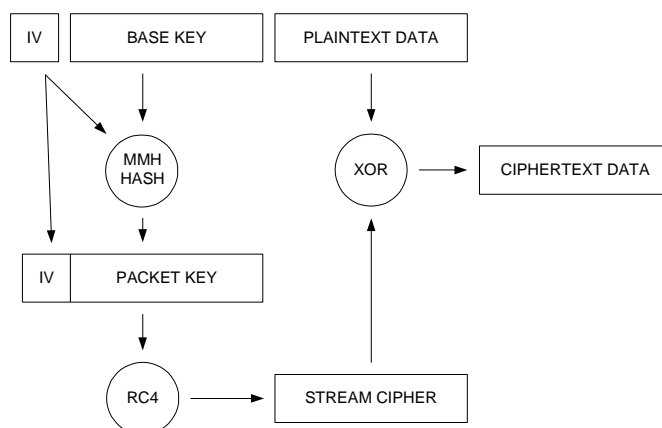 IV
BASE KEY
PLAINTEXT DATA
MMH
HASH
XOR
CIPHERTEXT DATA
IV
PACKET KEY
RC4
STREAM CIPHER